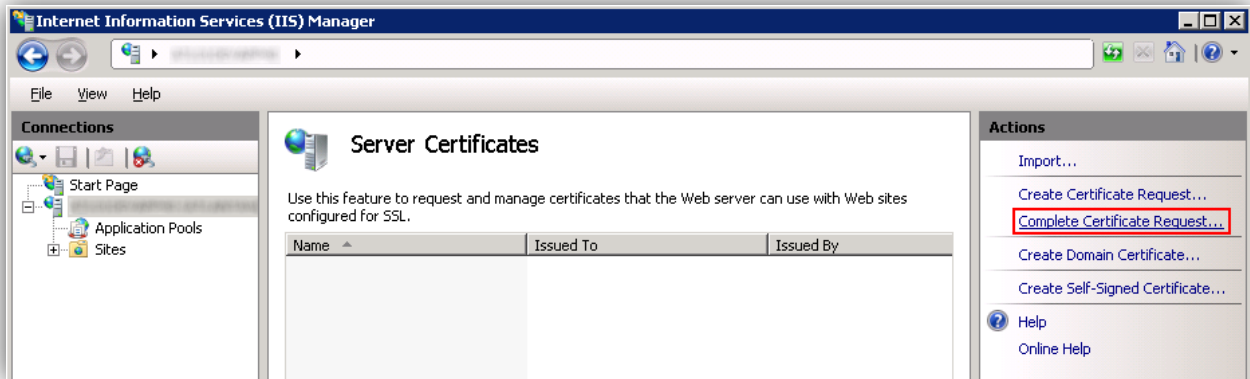 Internet Information Services (IIS) Manager
File View Help
Connections
Start Page
Application Pools
Sites
Server Certificates
Use this feature to request and manage certificates that the Web server can use with Web sites
configured for SSL.
Name Issued To Issued By
Actions
Import...
Create Certificate Request...
Complete Certificate Request...
Create Domain Certificate...
Create Self-Signed Certificate...
Help
Online Help